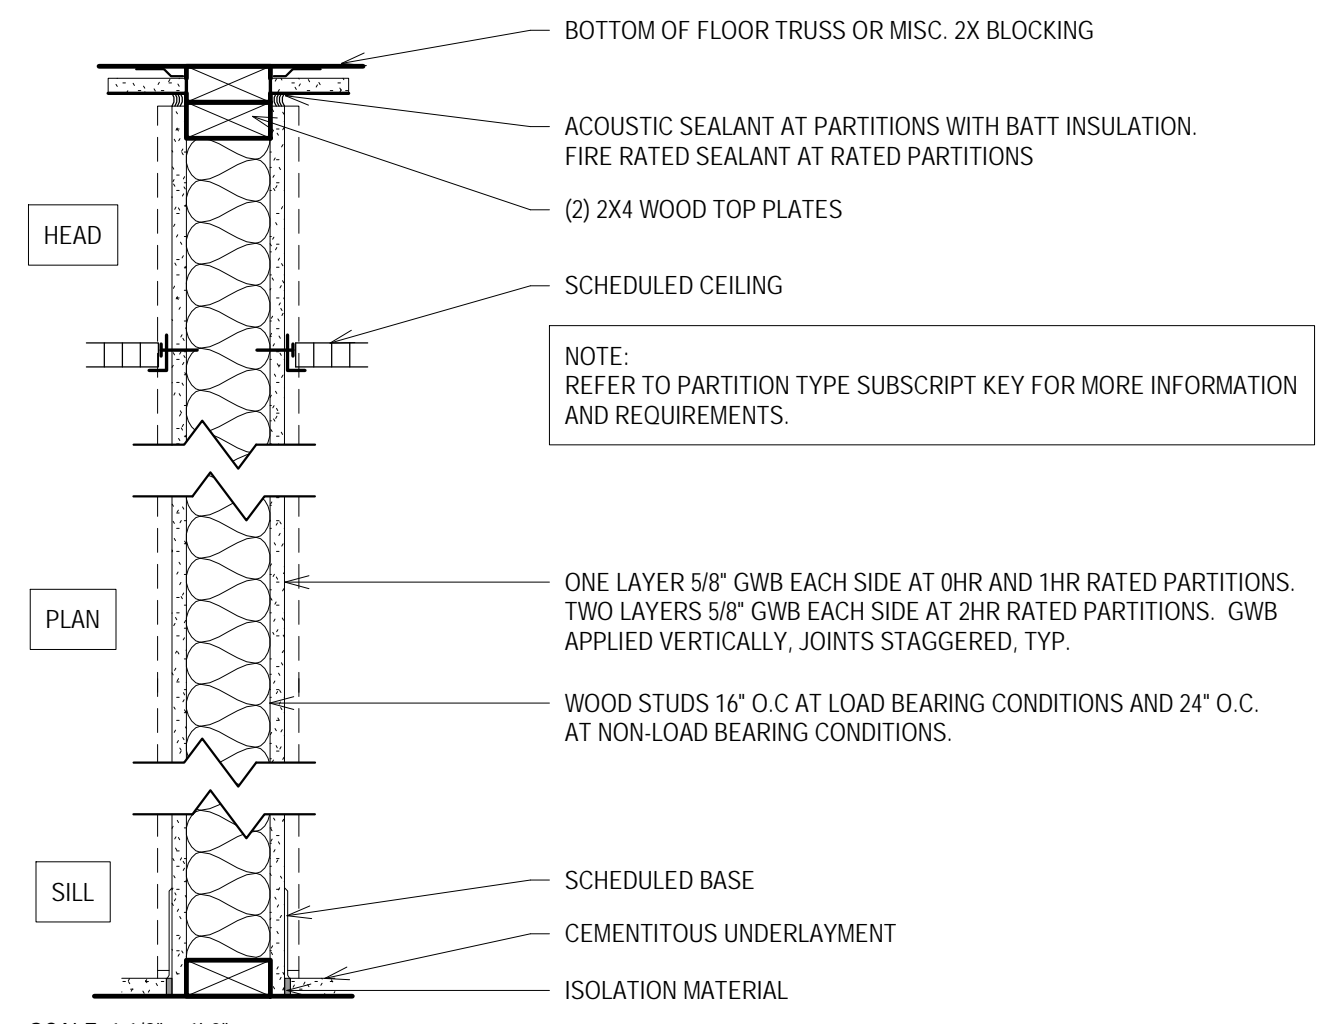 BOTTOM OF FLOOR TRUSS OR MISC. 2X BLOCKING
ACOUSTIC SEALANT AT PARTITIONS WITH BATT INSULATION.
FIRE RATED SEALANT AT RATED PARTITIONS
(2) 2X4 WOOD TOP PLATES
HEAD
SCHEDULED CEILING
NOTE:
REFER TO PARTITION TYPE SUBSCRIPT KEY FOR MORE INFORMATION
AND REQUIREMENTS.
ONE LAYER 5/8" GWB EACH SIDE AT 0HR AND 1HR RATED PARTITIONS.
TWO LAYERS 5/8" GWB EACH SIDE AT 2HR RATED PARTITIONS.  GWB
APPLIED VERTICALLY, JOINTS STAGGERED, TYP.
PLAN
WOOD STUDS 16" O.C AT LOAD BEARING CONDITIONS AND 24" O.C.
AT NON-LOAD BEARING CONDITIONS.
SCHEDULED BASE
SILL
CEMENTITOUS UNDERLAYMENT
ISOLATION MATERIAL